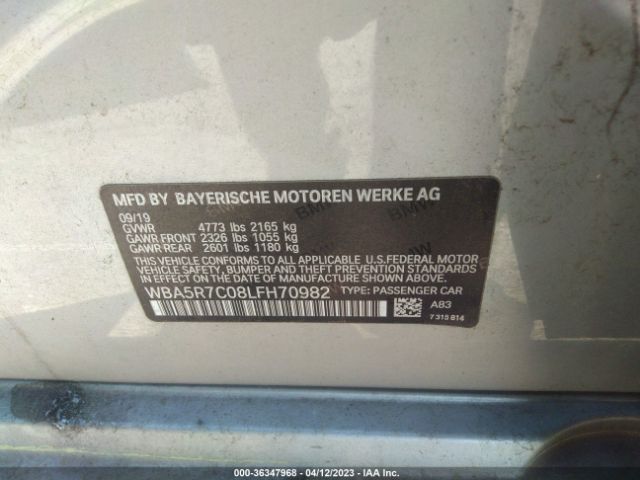 MFD BY BAYERISCHE MOTOREN WERKE AG
09/19
GVWR 4773 lbs 2165 kg
GAWR FRONT 2326 lbs 1055 kg
GAWR REAR 2601 lbs 1180 kg
THIS VEHICLE CONFORMS TO ALL APPLICABLE U.S.FEDERAL MOTOR
VEHICLE SAFETY, BUMPER, AND THEFT PREVENTION STANDARDS
IN EFFECT ON THE DATE OF MANUFACTURE SHOWN ABOVE.
WBA5R7C08LFH70982 TYPE: PASSENGER CAR
A83
7 315 814
000-36347968 - 04/12/2023 - IAA Inc.